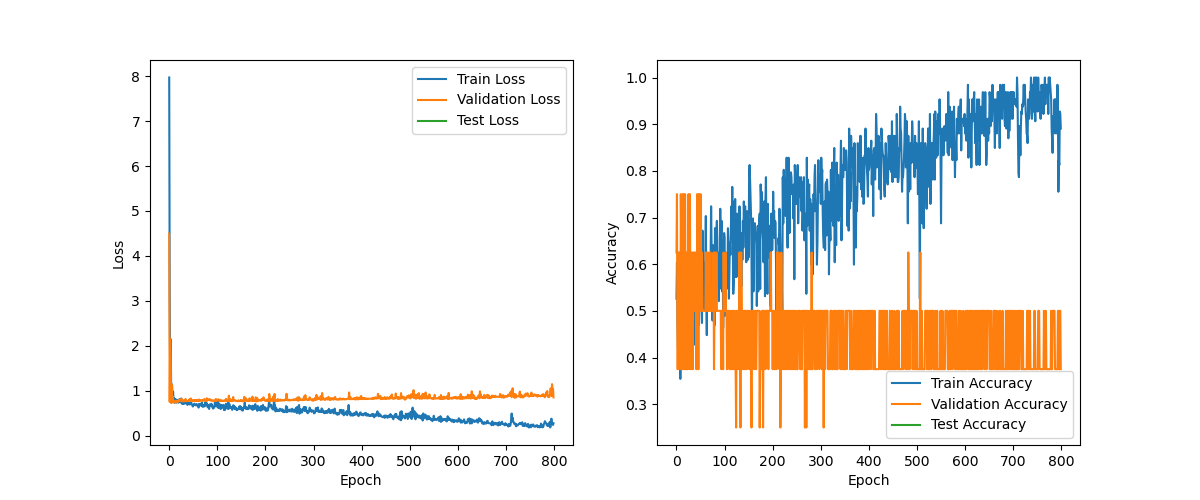 8
7
6
5
4
3
2
1
0
Loss
0 100 200 300 400 500 600 700 800
Epoch
Train Loss
Validation Loss
Test Loss
1.0
0.9
0.8
0.7
0.6
0.5
0.4
0.3
Accuracy
0 100 200 300 400 500 600 700 800
Epoch
Train Accuracy
Validation Accuracy
Test Accuracy